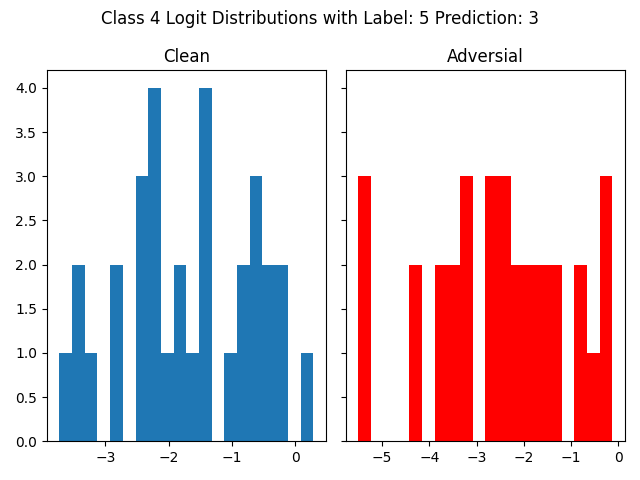 Class 4 Logit Distributions with Label: 5 Prediction: 3
Clean
Adversial
4.0
3.5
3.0
2.5
2.0
1.5
1.0
0.5
0.0
−3 −2 −1 0
−5 −4 −3 −2 −1 0